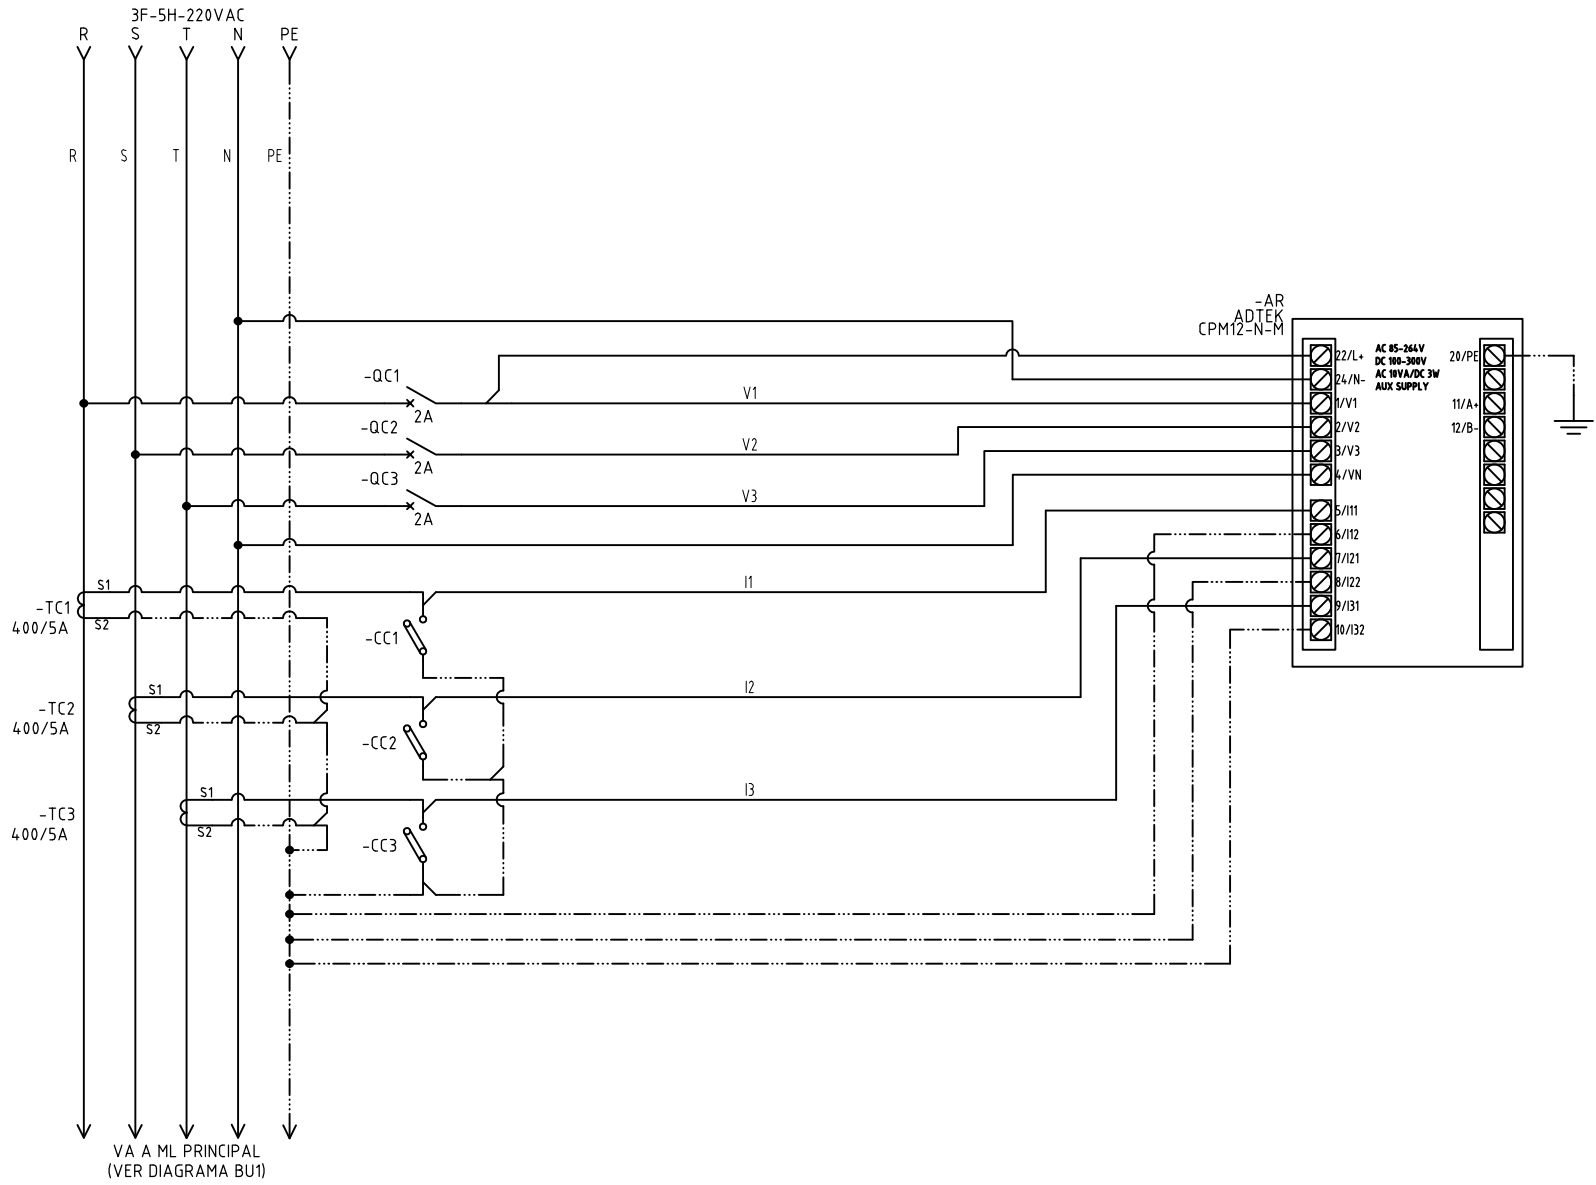 3F-5H-220VAC
R S T N PE
R S T N PE
-AR
ADTEK
CPM12-N-M
22/L+
24/N-
1/V1
2/V2
3/V3
4/VN
5/I11
6/I12
7/I21
8/I22
9/I31
10/I32
AC 85-264V
DC 100-300V
AC 10VA/DC 3W
AUX SUPPLY
20/PE
11/A+
12/B-
-QC1
2A
V1
-QC2
2A
V2
-QC3
2A
V3
S1
-TC1
400/5A
S2
-CC1
I1
S1
-TC2
400/5A
S2
-CC2
I2
S1
-TC3
400/5A
S2
-CC3
I3
VA A ML PRINCIPAL
(VER DIAGRAMA BU1)